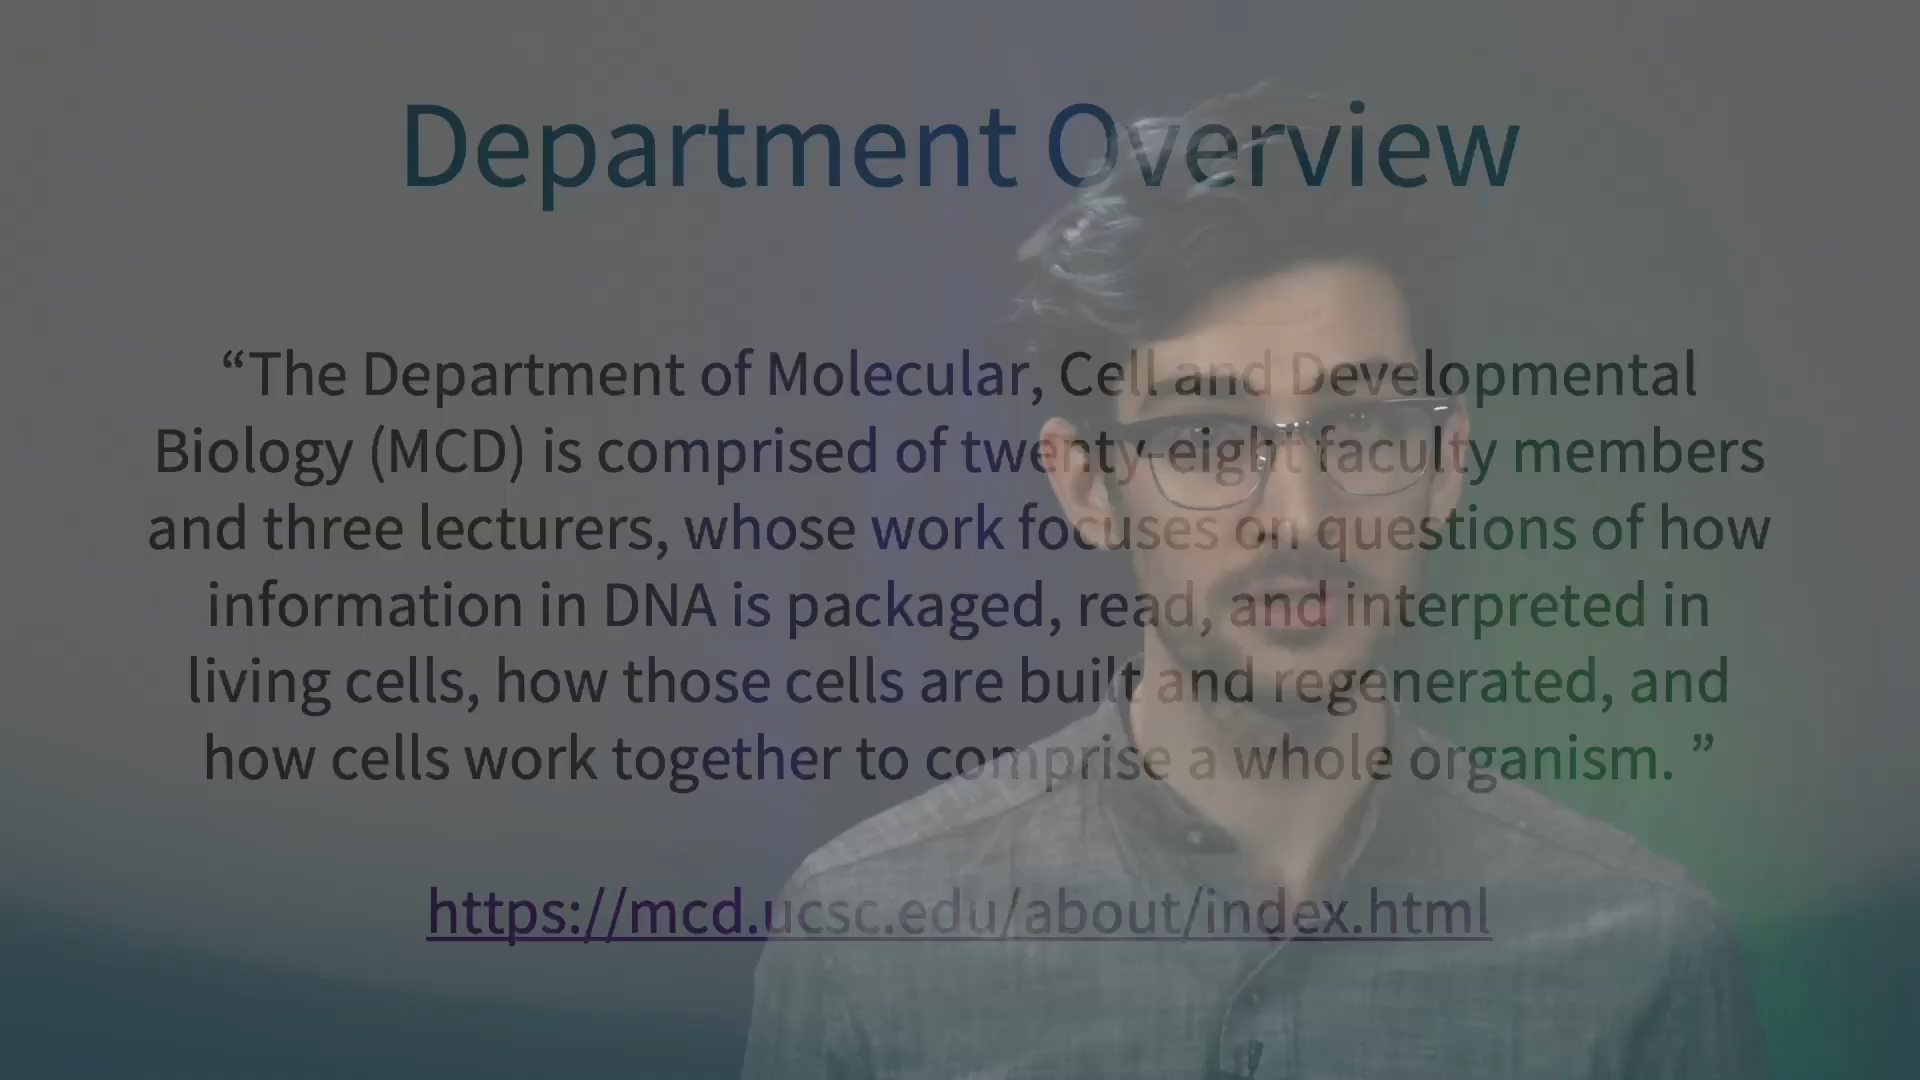 Department Overview
“The Department of Molecular, Cell and Developmental
Biology (MCD) is comprised of twenty-eight faculty members
and three lecturers, whose work focuses on questions of how
information in DNA is packaged, read, and interpreted in
living cells, how those cells are built and regenerated, and
how cells work together to comprise a whole organism. ”
https://mcd.ucsc.edu/about/index.html